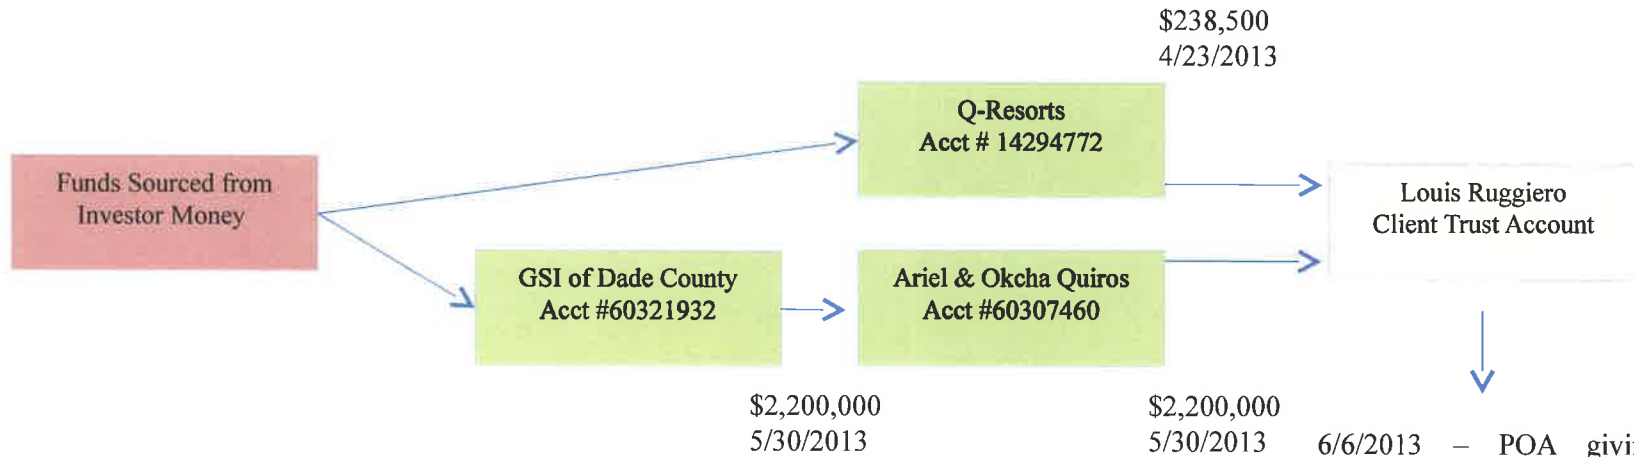 $238,500
4/23/2013
Q-Resorts
Acct # 14294772
Funds Sourced from
Investor Money
Louis Ruggiero
Client Trust Account
GSI of Dade County
Acct #60321932
Ariel & Okcha Quiros
Acct #60307460
$2,200,000
5/30/2013
$2,200,000
5/30/2013
6/6/2013 – POA